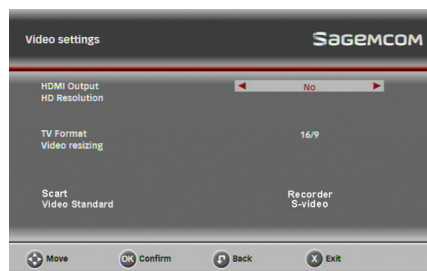 Video settings
SAGEMCOM
HDMI Output No
HD Resolution
TV Format 16/9
Video resizing
Scart Recorder
Video Standard S-video
Move OK Confirm Back X Exit